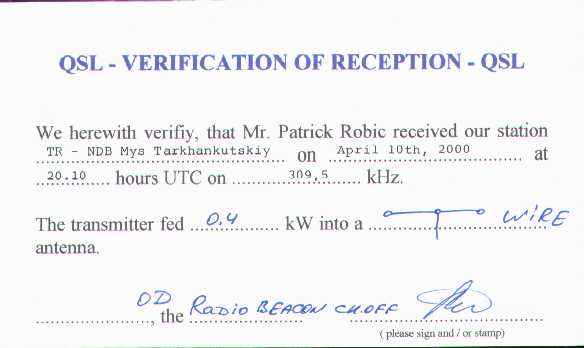 QSL - VERIFICATION OF RECEPTION - QSL
We herewith verifiy, that Mr. Patrick Robic received our station
TR - NDB Mys Tarkhankutskiy on April 10th, 2000 at
20.10 hours UTC on 309,5 kHz.
The transmitter fed 0.4 kW into a WIRE
antenna.
OD, the RADIO BEACON CH.OFF
( please sign and / or stamp)